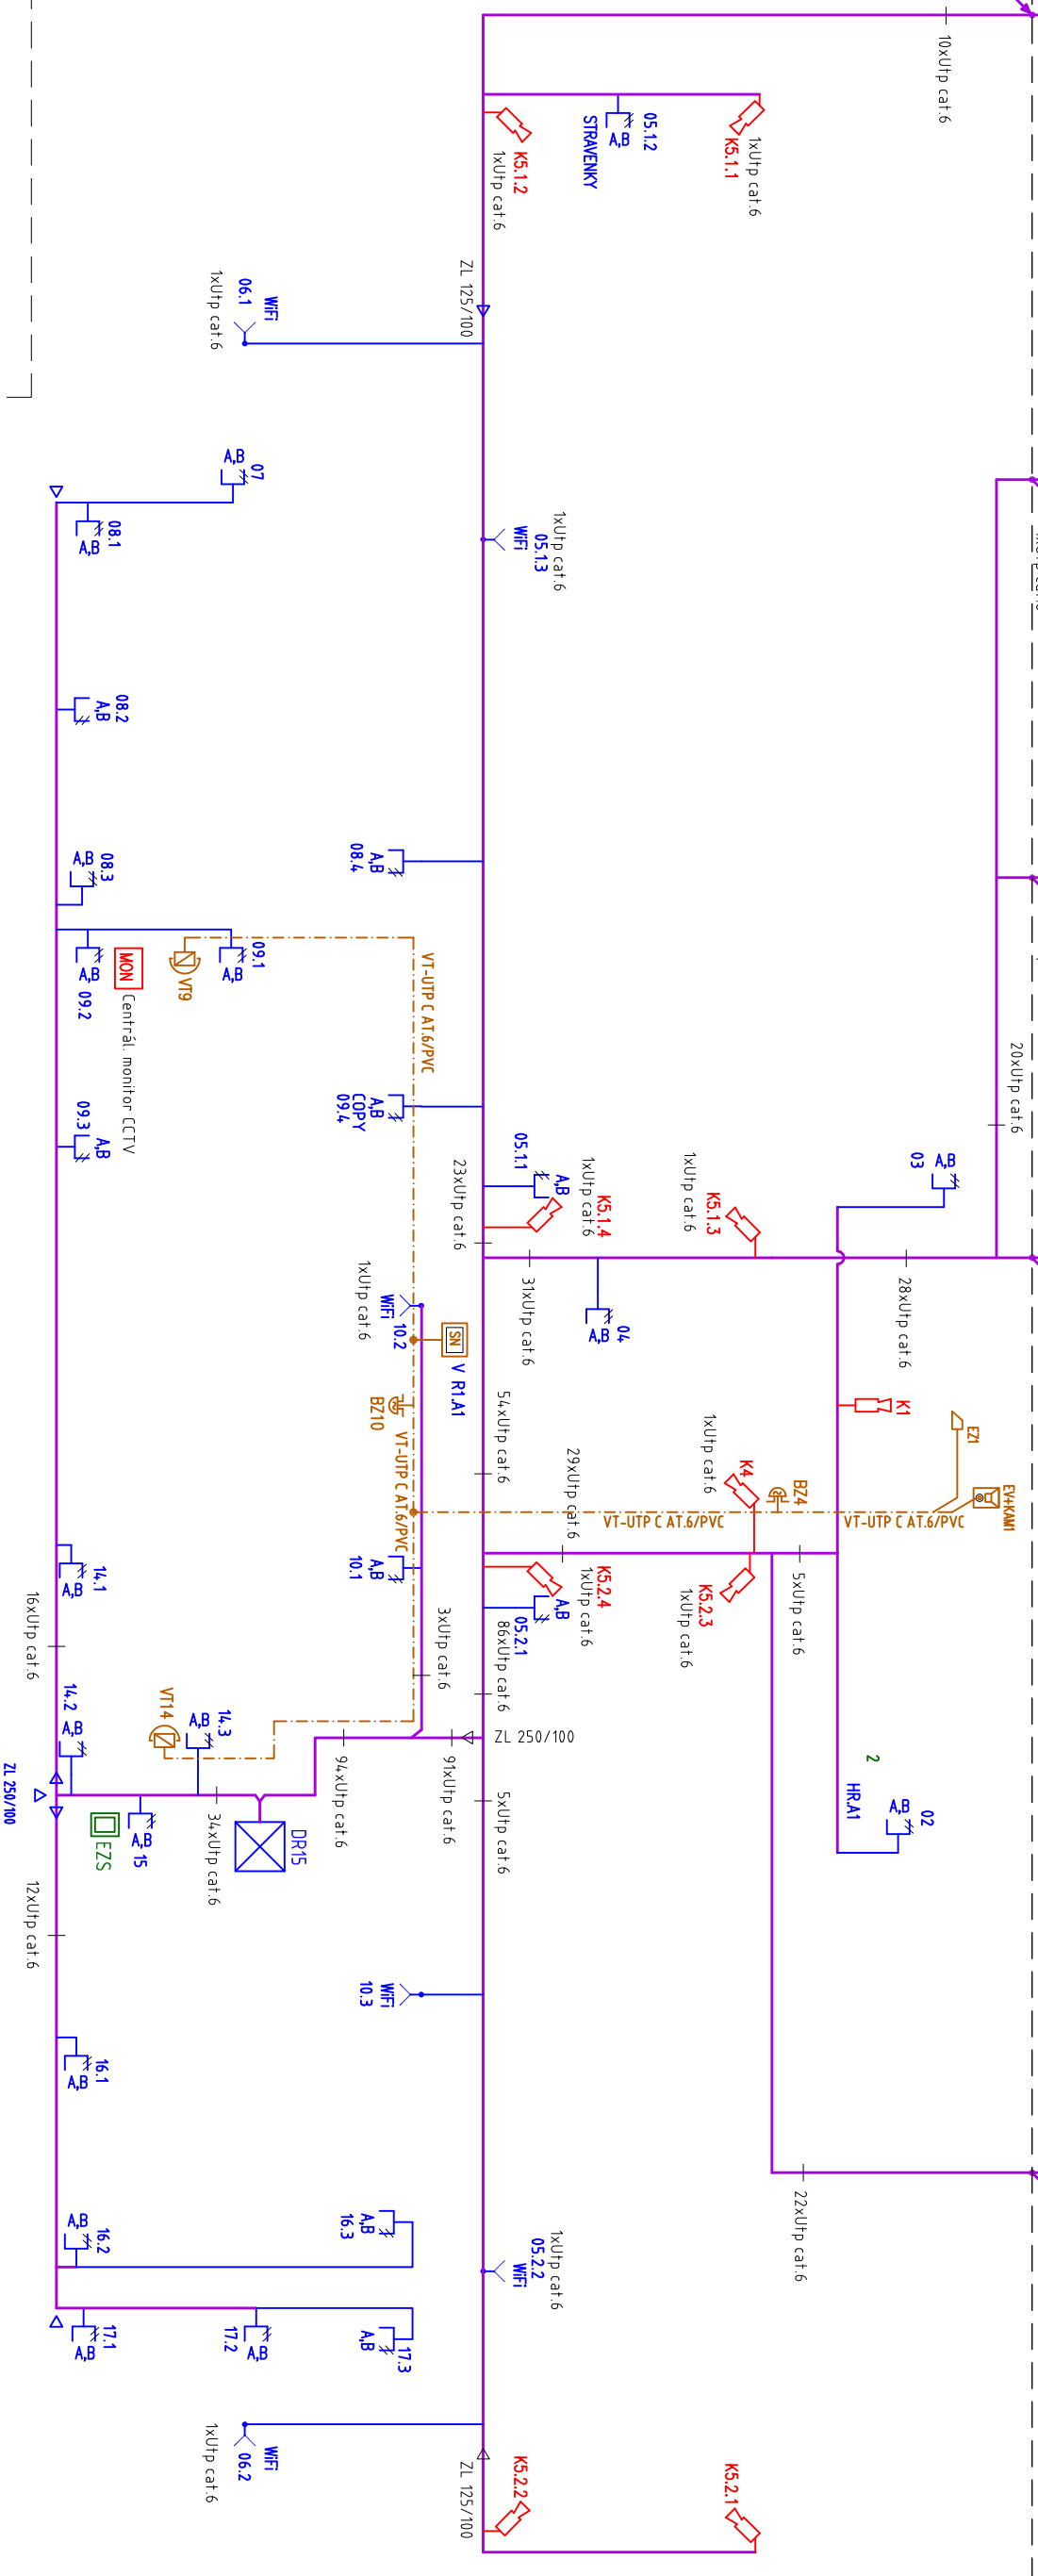 10xUtp cat.6
K5.1.1
1xUtp cat.6
05.1.2
A,B
STRAVENKY
K5.1.2
1xUtp cat.6
ZL 125/100
WiFi
06.1
1xUtp cat.6
07
A,B
08.1
A,B
1xUtp cat.6
05.1.3
WiFi
08.2
A,B
08.3
A,B
A,B
08.4
09.1
A,B
09.2
A,B
MON
Centrál. monitor CCTV
VT9
VT-UTP C AT.6/PVC
20xUtp cat.6
A,B
COPY
09.4
09.3
A,B
05.1.1
A,B
K5.1.4
1xUtp cat.6
K5.1.3
1xUtp cat.6
03
A,B
23xUtp cat.6
31xUtp cat.6
28xUtp cat.6
04
A,B
WiFi
10.2
1xUtp cat.6
SN
V R1.A1
BZ10
VT-UTP C AT.6/PVC
54xUtp cat.6
K1
EZ1
EV+KAM1
K4
1xUtp cat.6
BZ4
VT-UTP C AT.6/PVC
VT-UTP C AT.6/PVC
29xUtp cat.6
10.1
A,B
K5.2.4
1xUtp cat.6
A,B
05.2.1
K5.2.3
1xUtp cat.6
5xUtp cat.6
14.1
A,B
16xUtp cat.6
3xUtp cat.6
86xUtp cat.6
14.2
A,B
VT14
14.3
A,B
ZL 250/100
94xUtp cat.6
91xUtp cat.6
5xUtp cat.6
2
HR.A1
02
A,B
ZL 250/100
EZS
15
A,B
34xUtp cat.6
DR15
12xUtp cat.6
WiFi
10.3
16.1
A,B
16.2
A,B
16.3
A,B
22xUtp cat.6
1xUtp cat.6
05.2.2
WiFi
17.1
A,B
17.2
A,B
17.3
A,B
WiFi
06.2
1xUtp cat.6
ZL 125/100
K5.2.2
K5.2.1